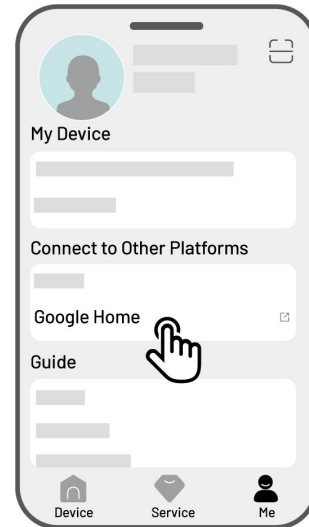 My Device
Connect to Other Platforms
Google Home
Guide
Device Service Me